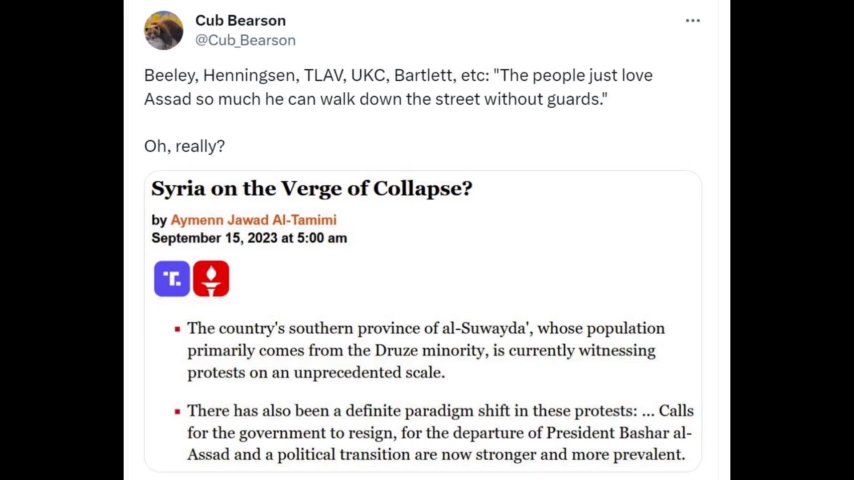 Cub Bearson
@Cub_Bearson
Beeley, Henningsen, TLAV, UKC, Bartlett, etc: "The people just love
Assad so much he can walk down the street without guards."
Oh, really?
Syria on the Verge of Collapse?
by Aymenn Jawad Al-Tamimi
September 15, 2023 at 5:00 am
T.
The country's southern province of al-Suwayda', whose population
primarily comes from the Druze minority, is currently witnessing
protests on an unprecedented scale.
There has also been a definite paradigm shift in these protests: ... Calls
for the government to resign, for the departure of President Bashar al-
Assad and a political transition are now stronger and more prevalent.